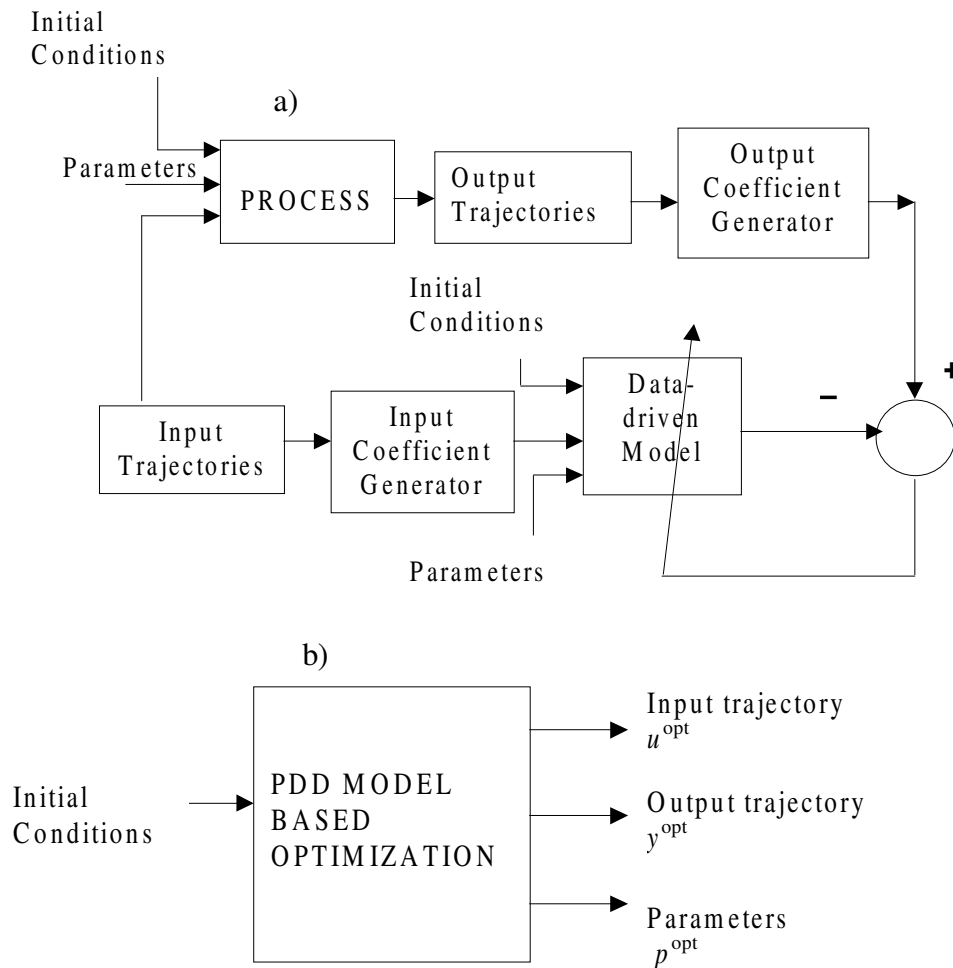 Initial
Conditions
a)
Parameters
PROCESS
Output
Trajectories
Output
Coefficient
Generator
Initial
Conditions
+
Data-
driven
Model
–
Input
Trajectories
Input
Coefficient
Generator
Parameters
b)
Initial
Conditions
PDD MODEL
BASED
OPTIMIZATION
Input trajectory
u^opt
Output trajectory
y^opt
Parameters
p^opt